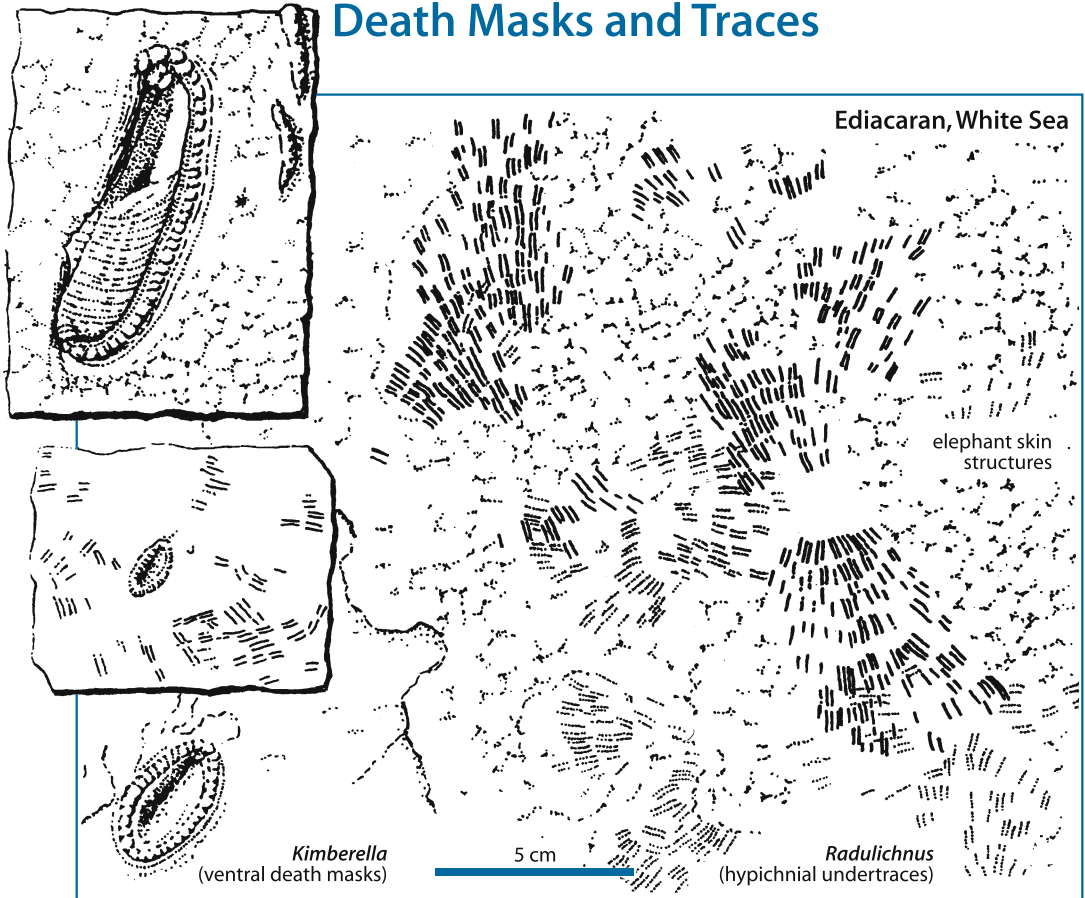 Death Masks and Traces
Ediacaran, White Sea
elephant skin
structures
Kimberella
(ventral death masks)
5 cm
Radulichnus
(hypichnial undertraces)